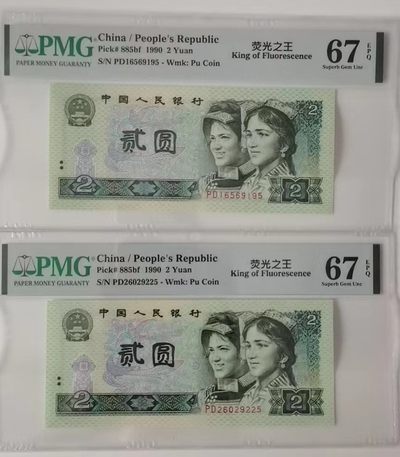 PMG
PAPER MONEY GUARANTY
China / People's Republic
Pick# 885bf 1990 2 Yuan
S/N PD16569195 - Wmk: Pu Coin
荧光之王
King of Fluorescence
67 EPQ
Superb Gem Unc
中国人民银行
贰圆
2
2
2
PD16569195
PMG
PAPER MONEY GUARANTY
China / People's Republic
Pick# 885bf 1990 2 Yuan
S/N PD26029225 - Wmk: Pu Coin
荧光之王
King of Fluorescence
67 EPQ
Superb Gem Unc
中国人民银行
贰圆
2
2
2
PD26029225